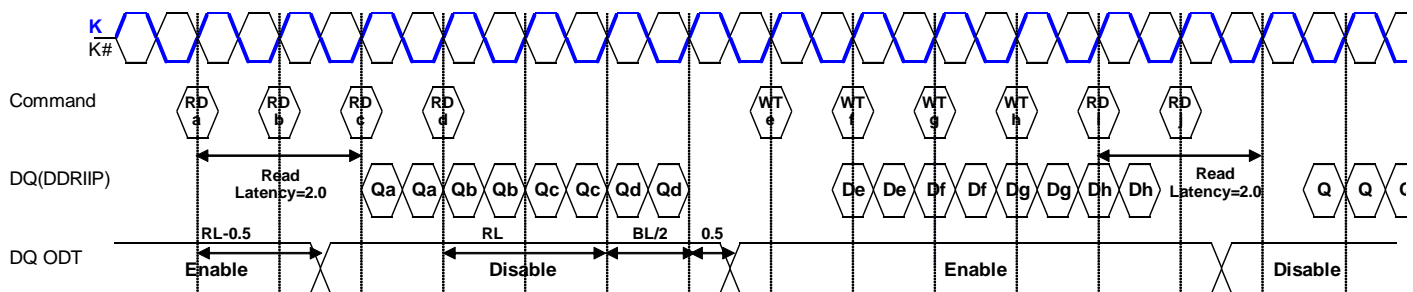 K
K#
Command
RD a RD b RD c RD d WT e WT f WT g WT h RD i RD j
Read Latency=2.0
Read Latency=2.0
DQ(DDRIIP)
Qa Qa Qb Qb Qc Qc Qd Qd De De Df Df Dg Dg Dh Dh Q Q
RL-0.5 RL BL/2 0.5
DQ ODT
Enable Disable Enable Disable